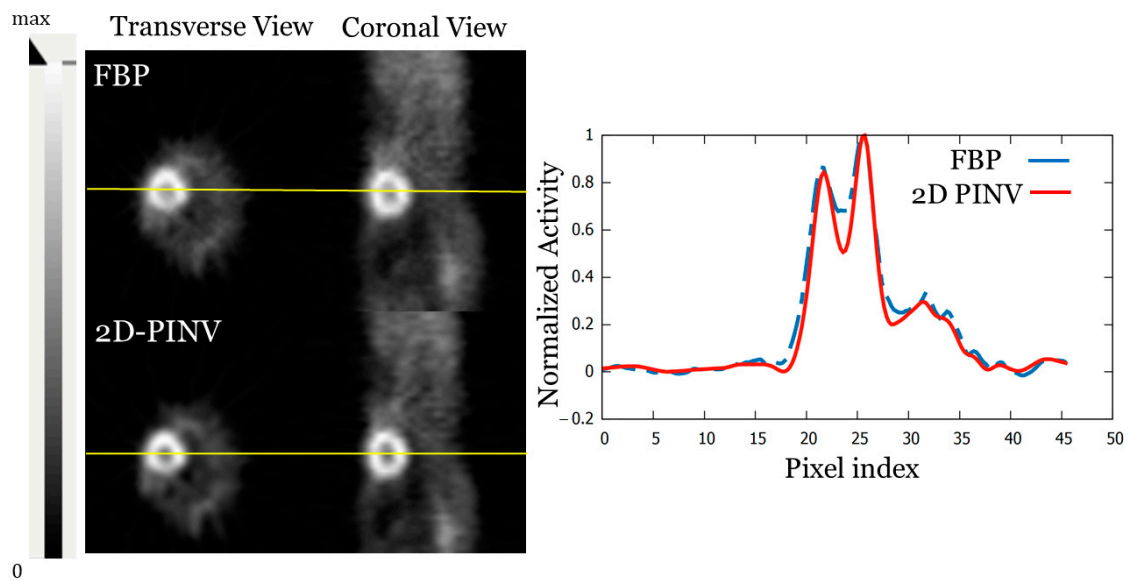 max
Transverse View
Coronal View
FBP
2D-PINV
0
1
0.8
0.6
0.4
0.2
0
−0.2
Normalized Activity
FBP
2D PINV
0 5 10 15 20 25 30 35 40 45 50
Pixel index